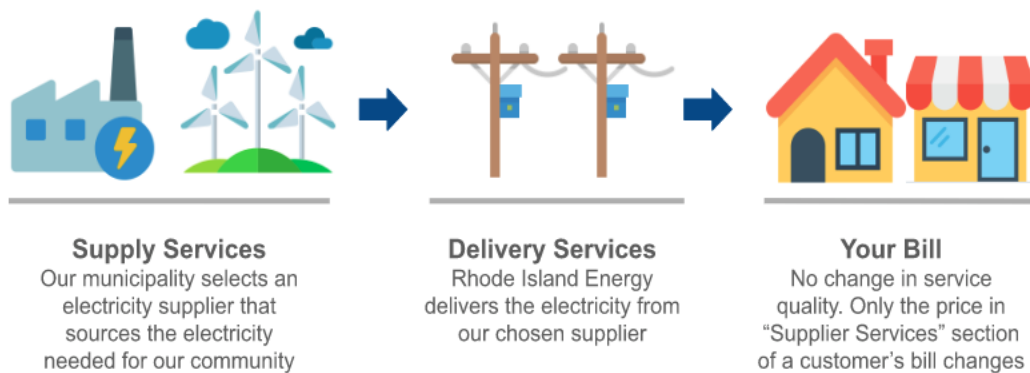 Supply Services
Our municipality selects an
electricity supplier that
sources the electricity
needed for our community
Delivery Services
Rhode Island Energy
delivers the electricity from
our chosen supplier
Your Bill
No change in service
quality. Only the price in
“Supplier Services” section
of a customer’s bill changes